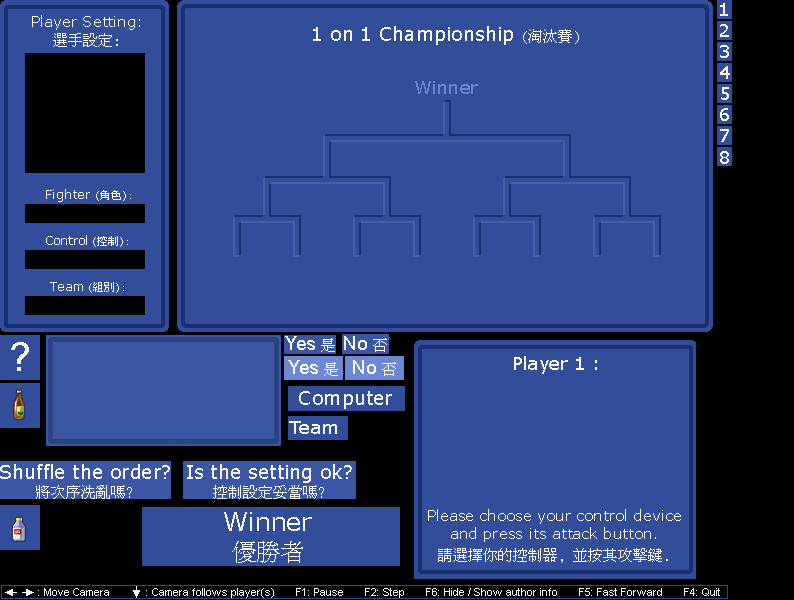 Player Setting:
選手設定:
Fighter (角色):
Control (控制):
Team (組別):
1 on 1 Championship (淘汰賽)
Winner
1
2
3
4
5
6
7
8
?
Yes 是 No 否
Yes 是 No 否
Computer
Team
Shuffle the order?
將次序洗亂嗎?
Is the setting ok?
控制設定妥當嗎?
Winner
優勝者
Player 1 :
Please choose your control device
and press its attack button.
請選擇你的控制器, 並按其攻擊鍵.
← → : Move Camera ↓ : Camera follows player(s) F1: Pause F2: Step F6: Hide / Show author info F5: Fast Forward F4: Quit